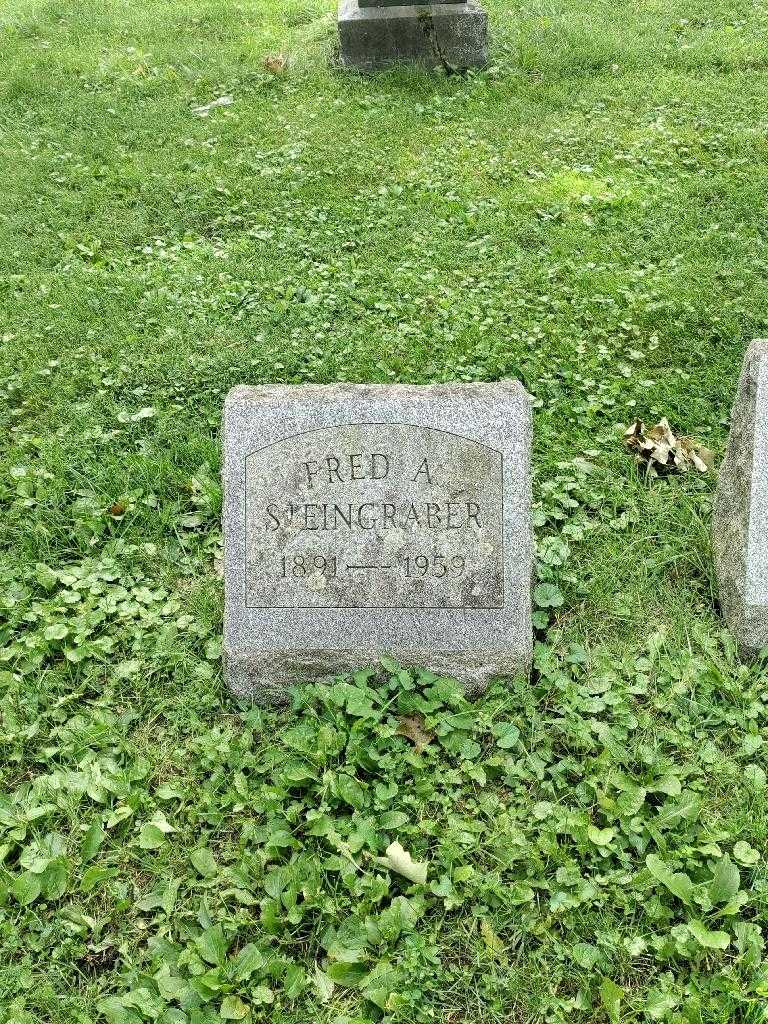 FRED A
STEINGRABER
1891 — 1959